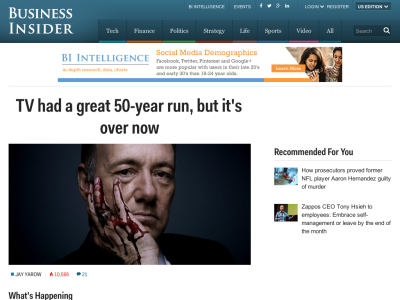 BUSINESS
INSIDER
BI INTELLIGENCE
EVENTS
LOGIN
REGISTER
US EDITION
Tech
Finance
Politics
Strategy
Life
Sports
Video
All
Search
BI INTELLIGENCE
In-depth research, data, charts
Social Media Demographics
Facebook, Twitter, Pinterest and Google+
are more popular with users in their late 20's
and early 30's than 18-24 year olds.
TV had a great 50-year run, but it's
over now
JAY YAROW
10,566
21
What's Happening
Recommended For You
How prosecutors proved former
NFL player Aaron Hernandez guilty
of murder
Zappos CEO Tony Hsieh to
employees: Embrace self-
management or leave by the end of
the month